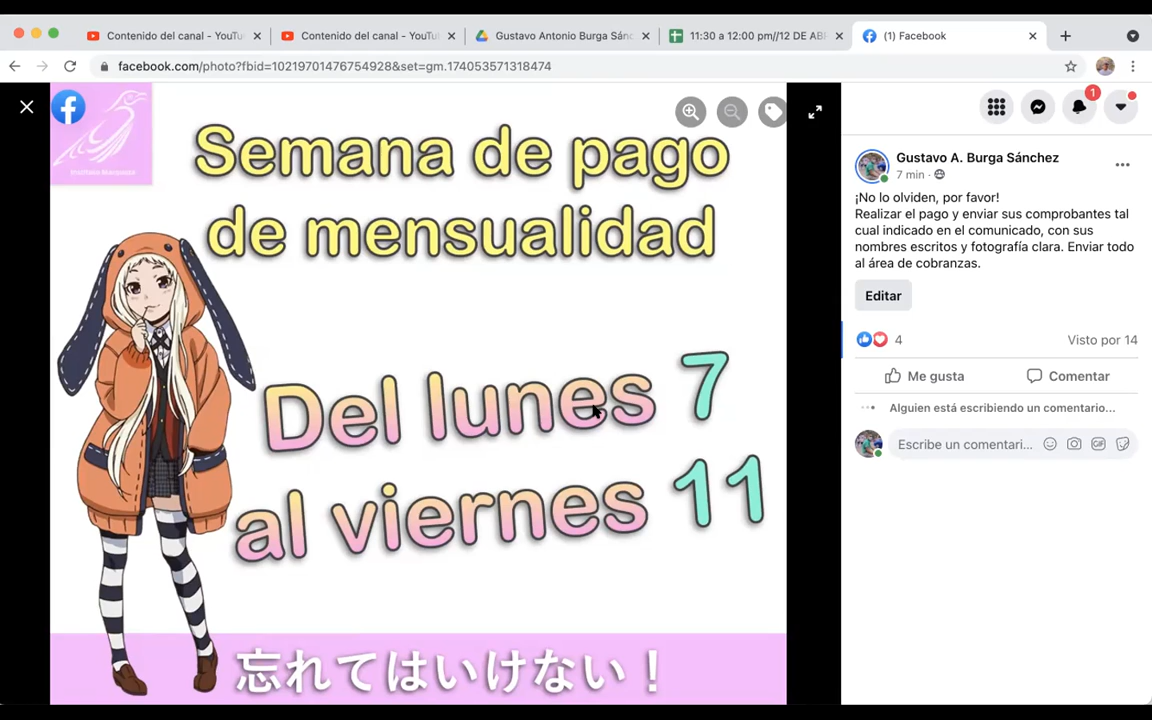 Contenido del canal - YouTu
Contenido del canal - YouTu
Gustavo Antonio Burga Sánc
11:30 a 12:00 pm//12 DE AB
(1) Facebook
facebook.com/photo?fbid=10219701476754928&set=gm.174053571318474
Semana de pago
de mensualidad
Del lunes 7
al viernes 11
忘れてはいけない！
1
Gustavo A. Burga Sánchez
7 min ·
¡No lo olviden, por favor!
Realizar el pago y enviar sus comprobantes tal
cual indicado en el comunicado, con sus
nombres escritos y fotografía clara. Enviar todo
al área de cobranzas.
Editar
4 Visto por 14
Me gusta Comentar
Alguien está escribiendo un comentario...
Escribe un comentari... GIF